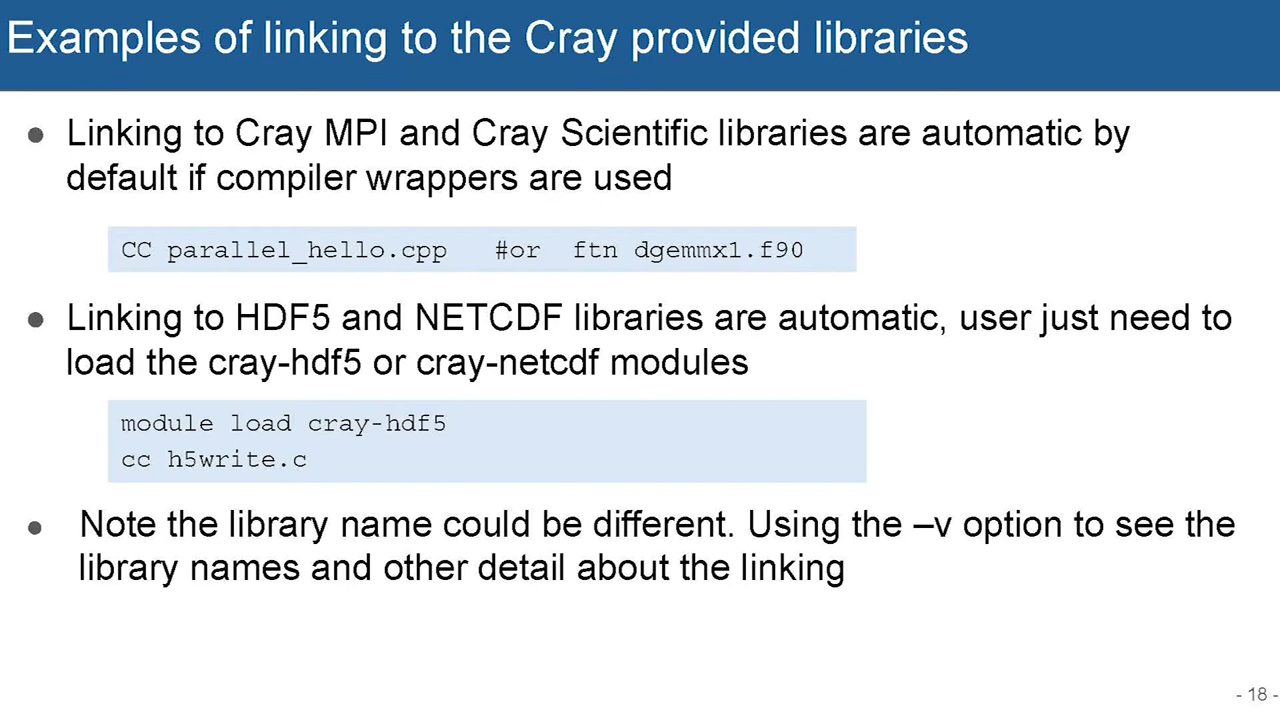 Examples of linking to the Cray provided libraries
● Linking to Cray MPI and Cray Scientific libraries are automatic by
default if compiler wrappers are used
CC parallel_hello.cpp #or ftn dgemmx1.f90
● Linking to HDF5 and NETCDF libraries are automatic, user just need to
load the cray-hdf5 or cray-netcdf modules
module load cray-hdf5
cc h5write.c
● Note the library name could be different. Using the –v option to see the
library names and other detail about the linking
- 18 -